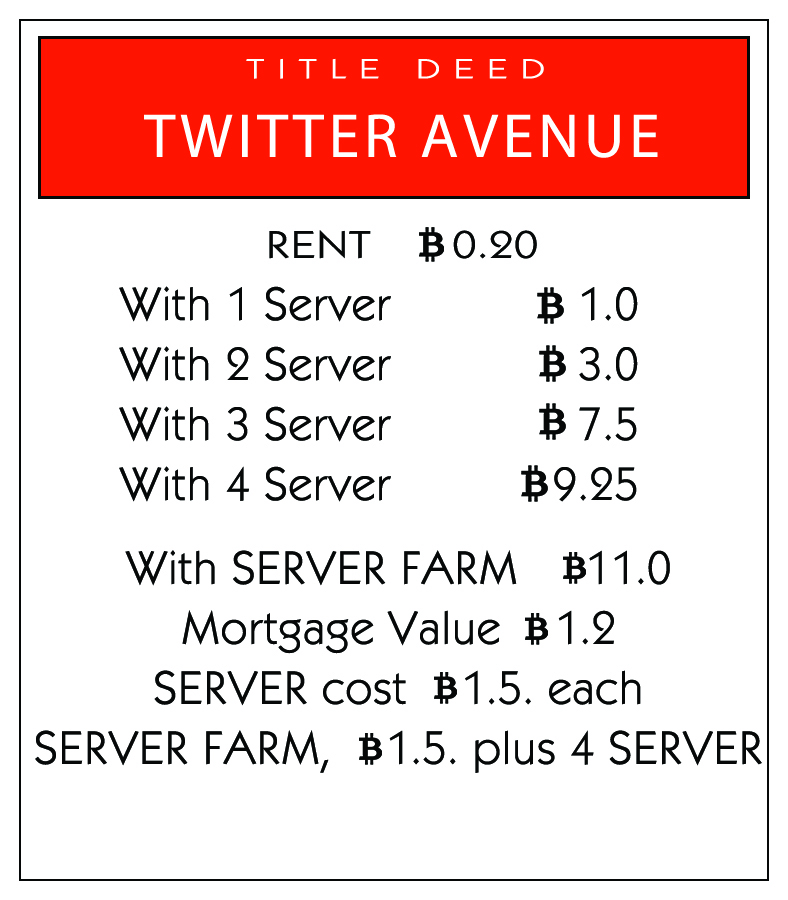 TITLE DEED
TWITTER AVENUE
RENT ₿0.20
With 1 Server ₿ 1.0
With 2 Server ₿ 3.0
With 3 Server ₿ 7.5
With 4 Server ₿9.25
With SERVER FARM ₿11.0
Mortgage Value ₿1.2
SERVER cost ₿1.5. each
SERVER FARM, ₿1.5. plus 4 SERVER